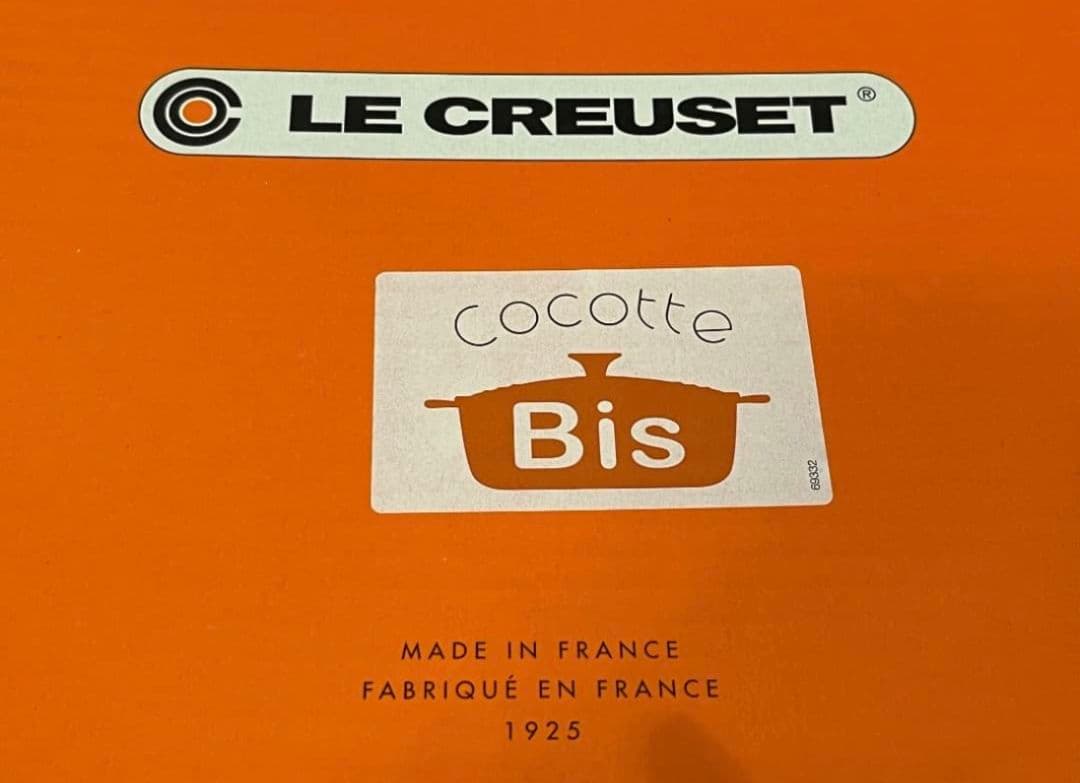 LE CREUSET®
cocotte
Bis
69332
MADE IN FRANCE
FABRIQUÉ EN FRANCE
1925